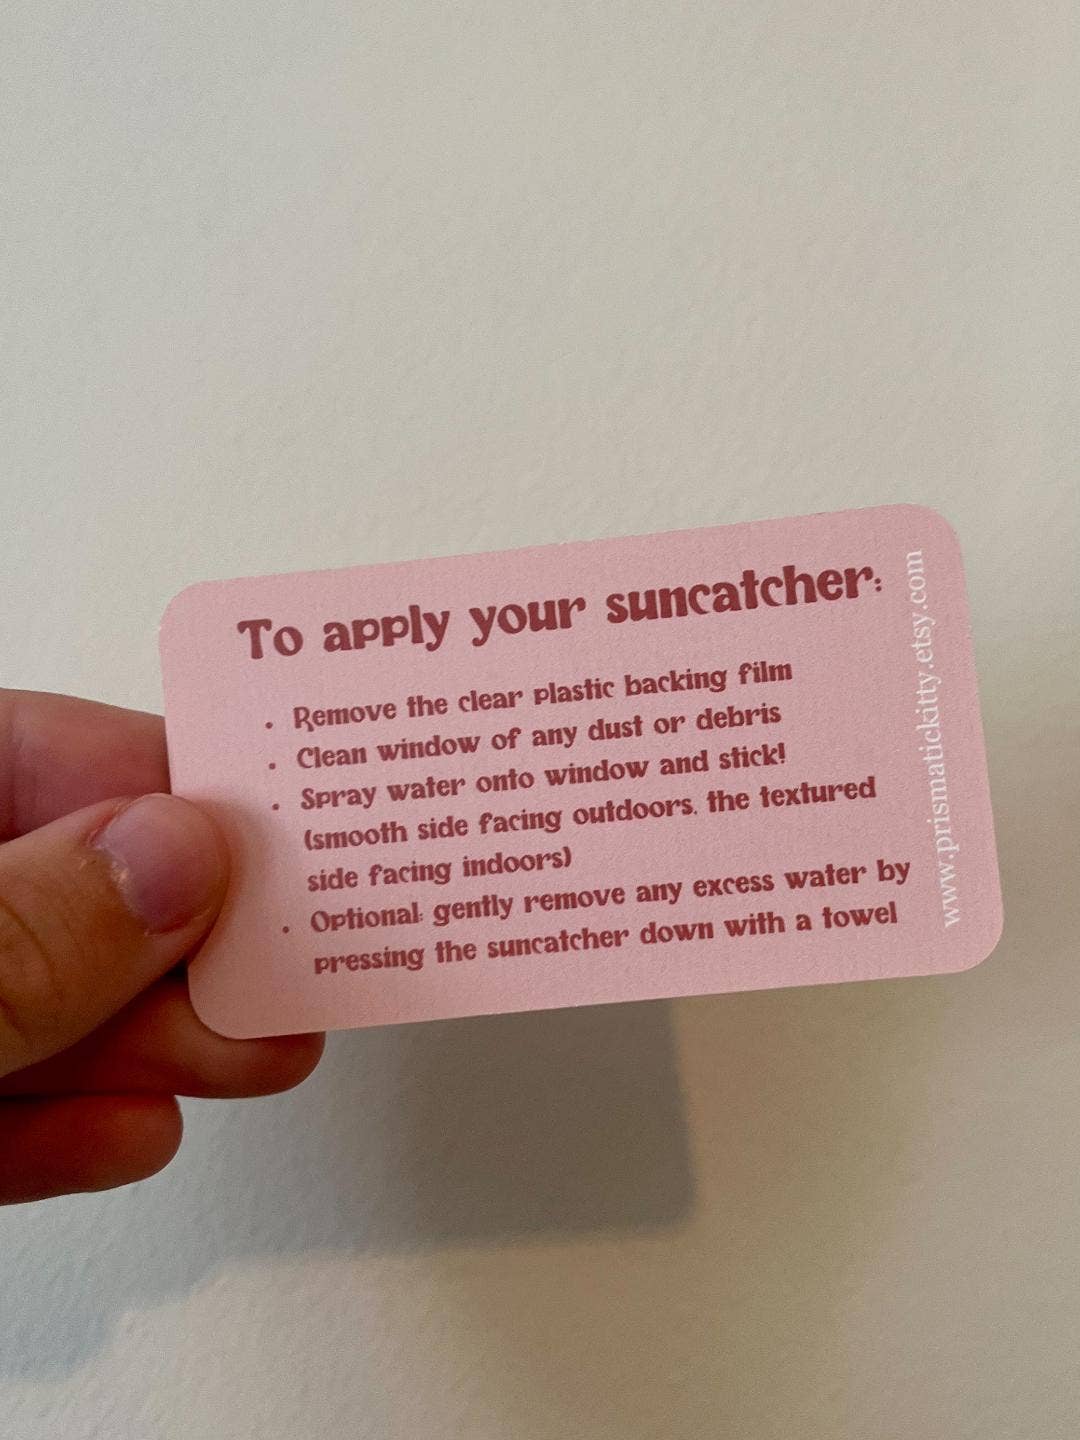 To apply your suncatcher:
• Remove the clear plastic backing film
• Clean window of any dust or debris
• Spray water onto window and stick!
(smooth side facing outdoors, the textured
side facing indoors)
• Optional: gently remove any excess water by
pressing the suncatcher down with a towel
www.prismatickitty.etsy.com